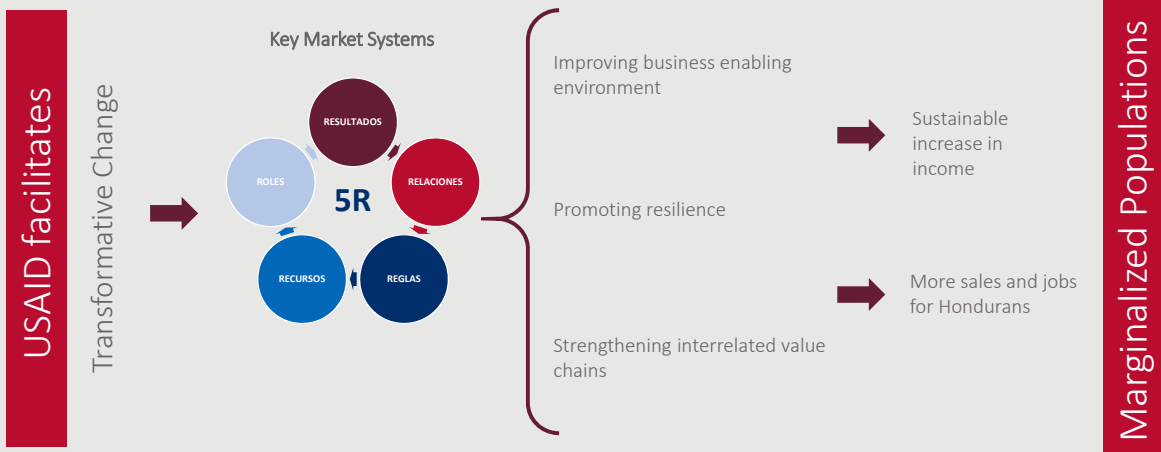 USAID facilitates
Transformative Change
Key Market Systems
RESULTADOS
ROLES
RELACIONES
5R
RECURSOS
REGLAS
Improving business enabling
environment
Promoting resilience
Strengthening interrelated value
chains
Sustainable
increase in
income
More sales and jobs
for Hondurans
Marginalized Populations